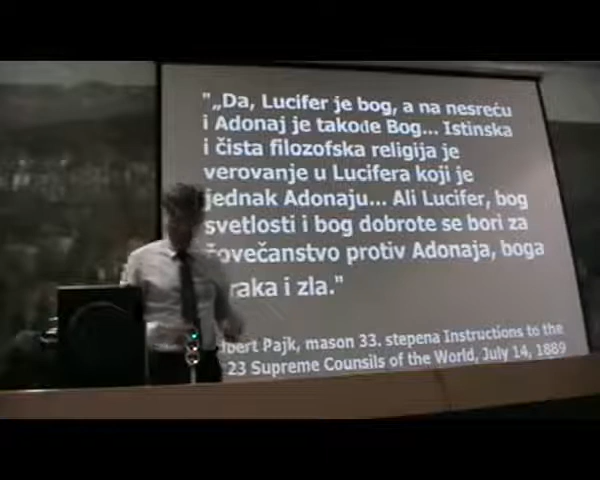 "„Da, Lucifer je bog, a na nesreću
i Adonaj je takođe Bog... Istinska
i čista filozofska religija je
verovanje u Lucifera koji je
jednak Adonaju... Ali Lucifer, bog
svetlosti i bog dobrote se bori za
čovečanstvo protiv Adonaja, boga
raka i zla."
lbert Pajk, mason 33. stepena Instructions to the
23 Supreme Counsils of the World, July 14, 1889